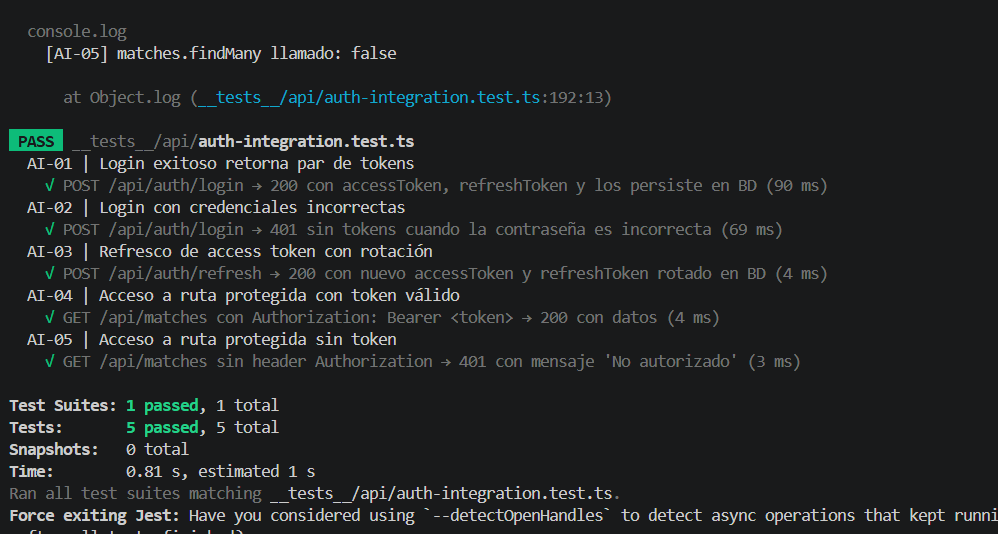 console.log
[AI-05] matches.findMany llamado: false
at Object.log (__tests__/api/auth-integration.test.ts:192:13)
PASS __tests__/api/auth-integration.test.ts
AI-01 | Login exitoso retorna par de tokens
√ POST /api/auth/login → 200 con accessToken, refreshToken y los persiste en BD (90 ms)
AI-02 | Login con credenciales incorrectas
√ POST /api/auth/login → 401 sin tokens cuando la contraseña es incorrecta (69 ms)
AI-03 | Refresco de access token con rotación
√ POST /api/auth/refresh → 200 con nuevo accessToken y refreshToken rotado en BD (4 ms)
AI-04 | Acceso a ruta protegida con token válido
√ GET /api/matches con Authorization: Bearer <token> → 200 con datos (4 ms)
AI-05 | Acceso a ruta protegida sin token
√ GET /api/matches sin header Authorization → 401 con mensaje 'No autorizado' (3 ms)
Test Suites: 1 passed, 1 total
Tests: 5 passed, 5 total
Snapshots: 0 total
Time: 0.81 s, estimated 1 s
Ran all test suites matching __tests__/api/auth-integration.test.ts.
Force exiting Jest: Have you considered using `--detectOpenHandles` to detect async operations that kept runni